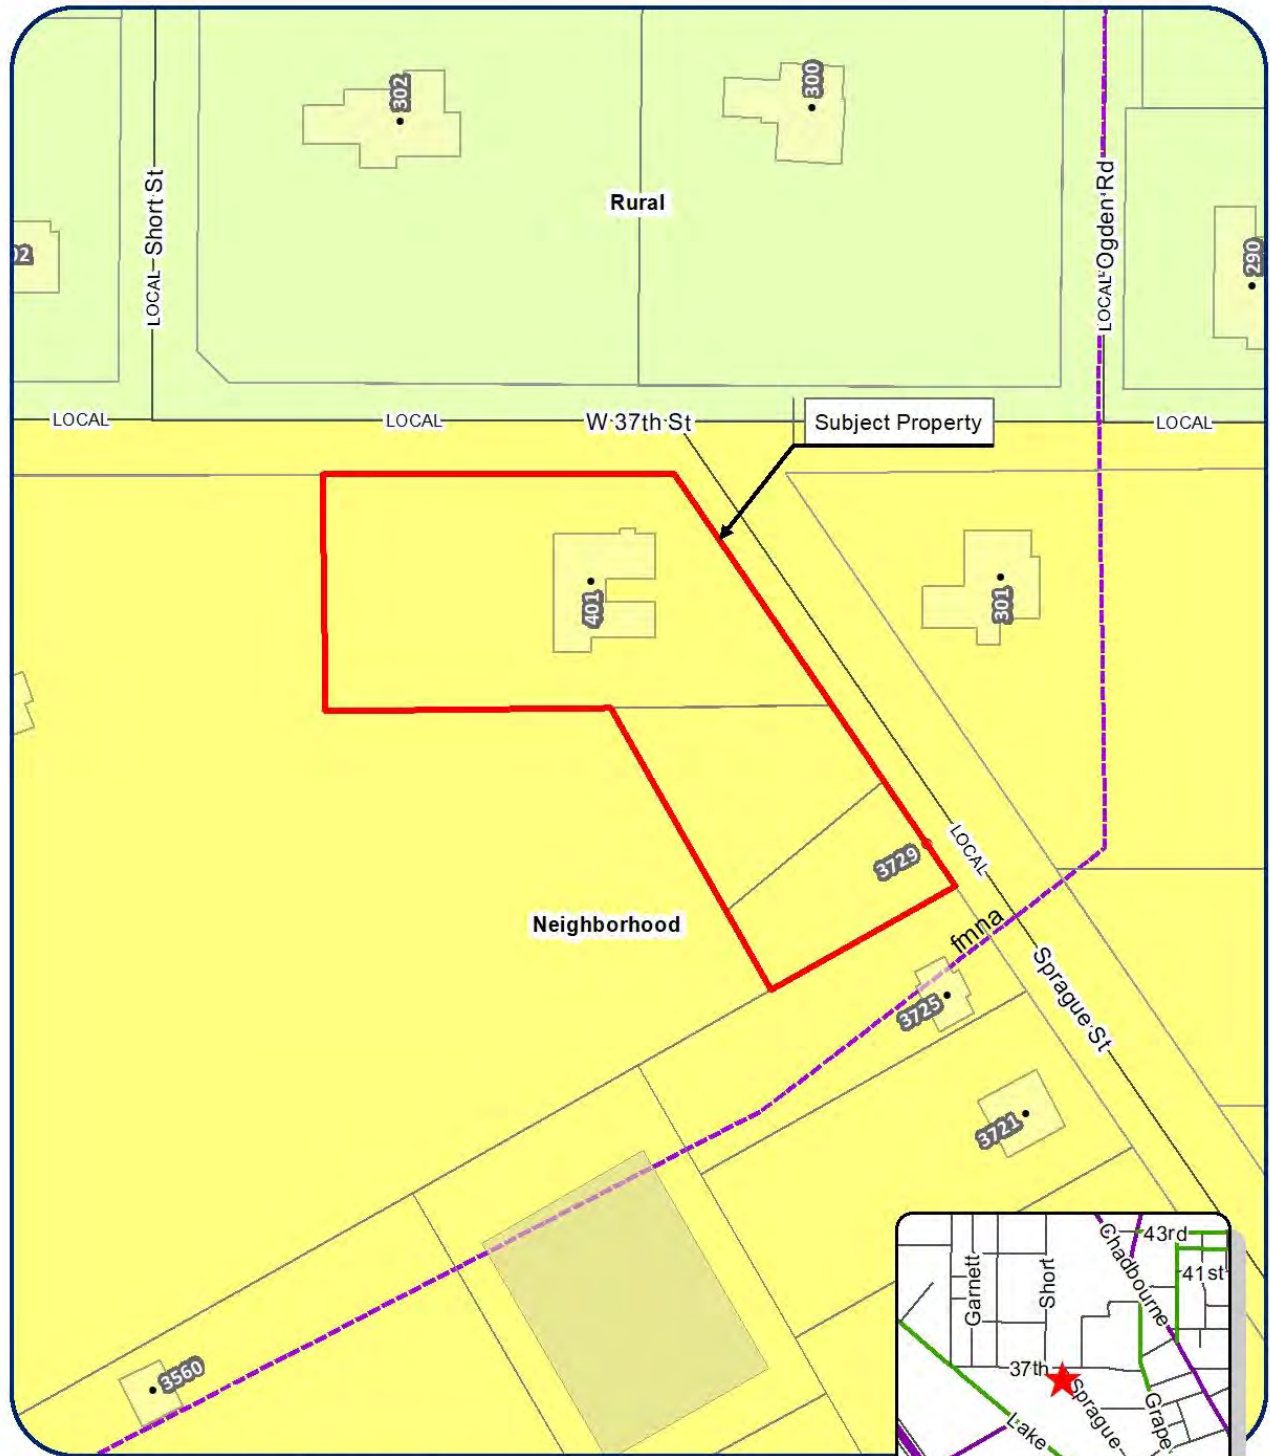 302
300
Rural
LOCAL
Short St
LOCAL
Ogden Rd
02
290
LOCAL
LOCAL
W 37th St
Subject Property
LOCAL
401
301
3729
LOCAL
Neighborhood
fmna
3725
Sprague St
3721
3560
43rd
Chadbourne
41st
Garnett
Short
37th
Sprague
Grape
Lake